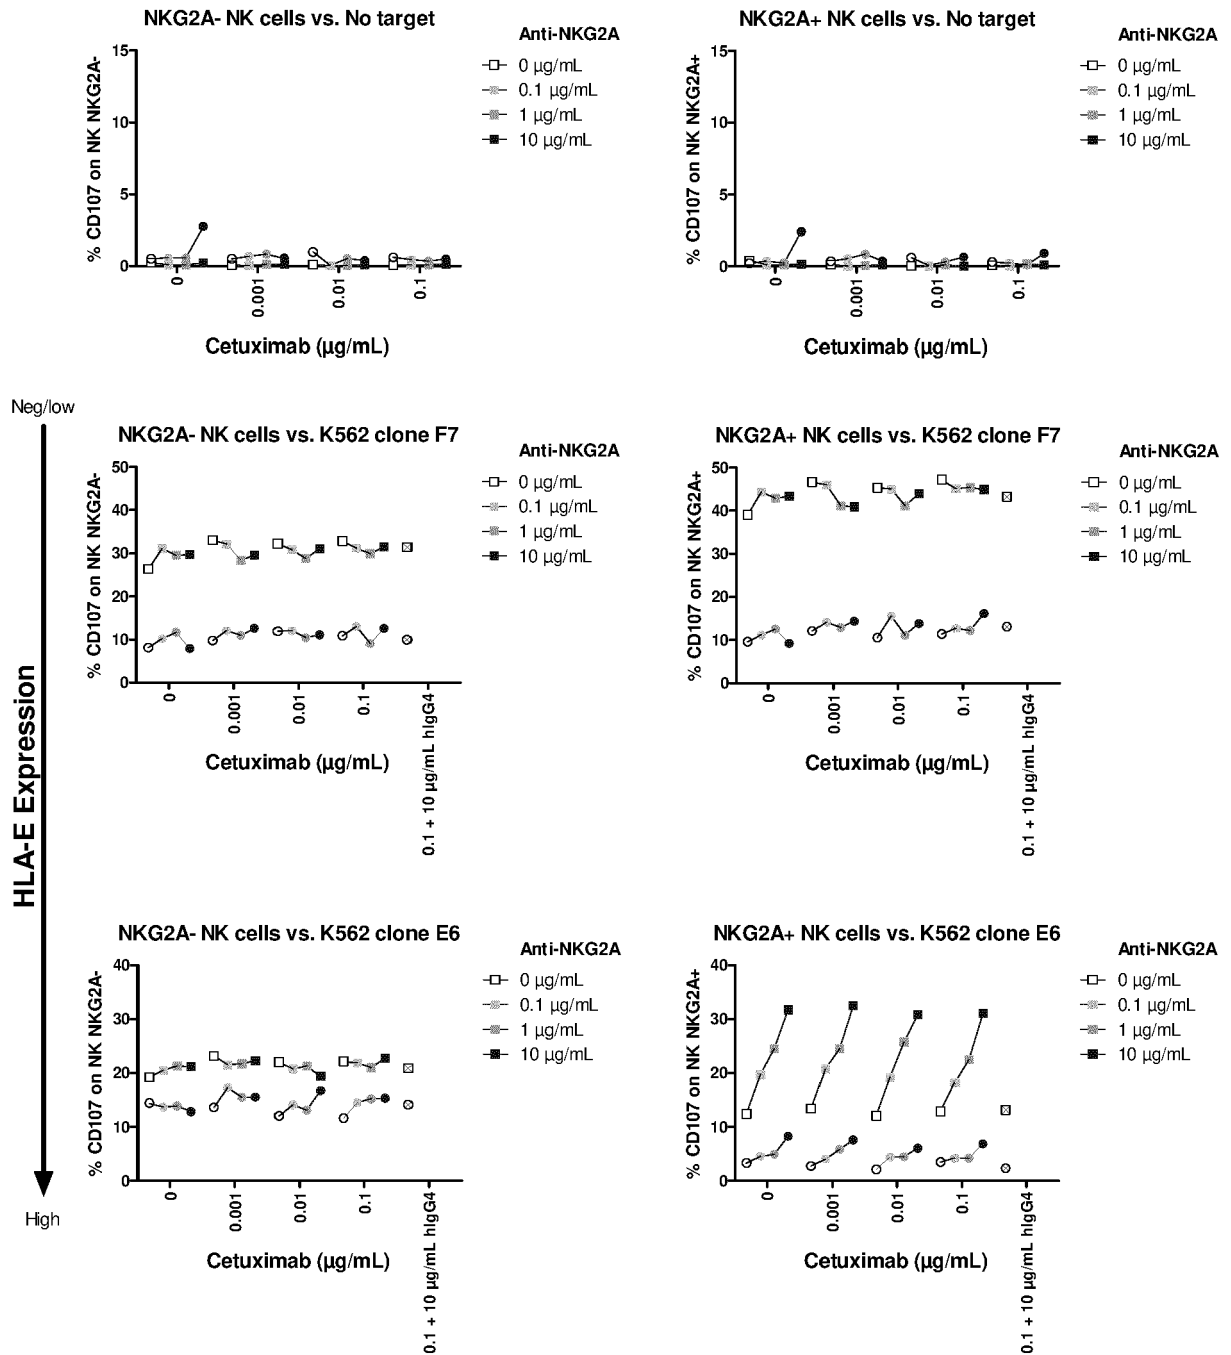 NKG2A- NK cells vs. No target
% CD107 on NK NKG2A-
15
10
5
0
0
0.001
0.01
0.1
Cetuximab (µg/mL)
Anti-NKG2A
0 µg/mL
0.1 µg/mL
1 µg/mL
10 µg/mL
NKG2A+ NK cells vs. No target
% CD107 on NK NKG2A+
15
10
5
0
0
0.001
0.01
0.1
Cetuximab (µg/mL)
Anti-NKG2A
0 µg/mL
0.1 µg/mL
1 µg/mL
10 µg/mL
Neg/low
HLA-E Expression
High
NKG2A- NK cells vs. K562 clone F7
% CD107 on NK NKG2A-
50
40
30
20
10
0
0
0.001
0.01
0.1
0.1 + 10 µg/mL hIgG4
Cetuximab (µg/mL)
Anti-NKG2A
0 µg/mL
0.1 µg/mL
1 µg/mL
10 µg/mL
NKG2A+ NK cells vs. K562 clone F7
% CD107 on NK NKG2A+
50
40
30
20
10
0
0
0.001
0.01
0.1
0.1 + 10 µg/mL hIgG4
Cetuximab (µg/mL)
Anti-NKG2A
0 µg/mL
0.1 µg/mL
1 µg/mL
10 µg/mL
NKG2A- NK cells vs. K562 clone E6
% CD107 on NK NKG2A-
40
30
20
10
0
0
0.001
0.01
0.1
0.1 + 10 µg/mL hIgG4
Cetuximab (µg/mL)
Anti-NKG2A
0 µg/mL
0.1 µg/mL
1 µg/mL
10 µg/mL
NKG2A+ NK cells vs. K562 clone E6
% CD107 on NK NKG2A+
40
30
20
10
0
0
0.001
0.01
0.1
0.1 + 10 µg/mL hIgG4
Cetuximab (µg/mL)
Anti-NKG2A
0 µg/mL
0.1 µg/mL
1 µg/mL
10 µg/mL